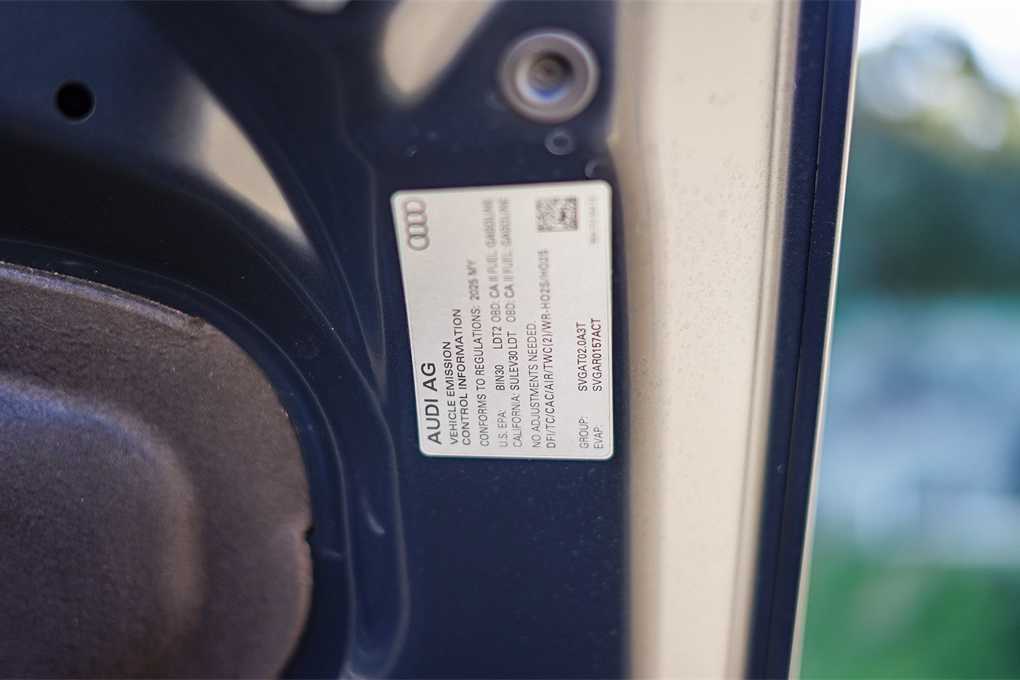 AUDI AG
VEHICLE EMISSION
CONTROL INFORMATION
CONFORMS TO REGULATIONS: 2025 MY
U.S. EPA: BIN30 LDT2 OBD: CA II FUEL: GASOLINE
CALIFORNIA: SULEV30 LDT OBD: CA II FUEL: GASOLINE
NO ADJUSTMENTS NEEDED.
DFI/TC/CAC/AIR/TWC(2)/WR-HO2S/HO2S
GROUP: SVGAT02.0A3T
EVAP: SVGAR0157ACT